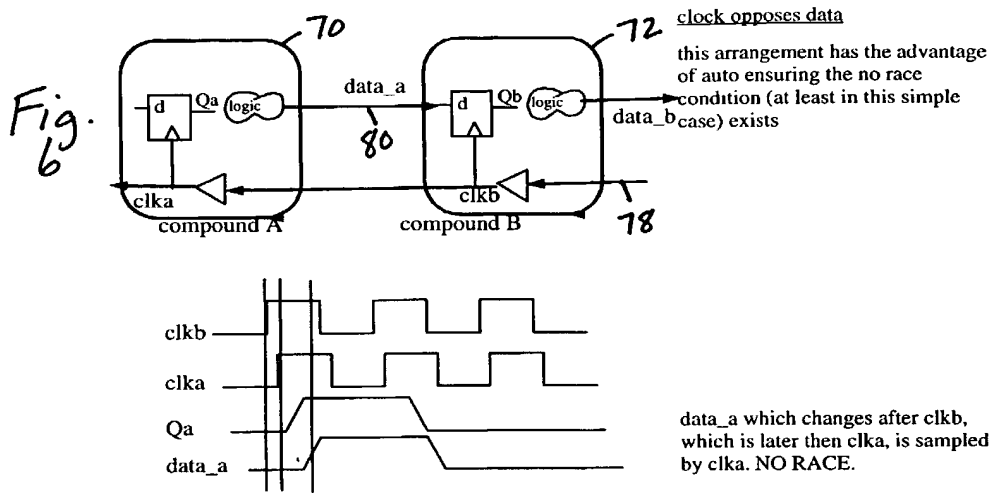 70
72
clock opposes data
this arrangement has the advantage
of auto ensuring the no race
condition (at least in this simple
case) exists
Fig.
6
d
Qa
logic
data_a
80
d
Qb
logic
data_b
clka
clkb
78
compound A
compound B
clkb
clka
Qa
data_a
data_a which changes after clkb,
which is later then clka, is sampled
by clka. NO RACE.